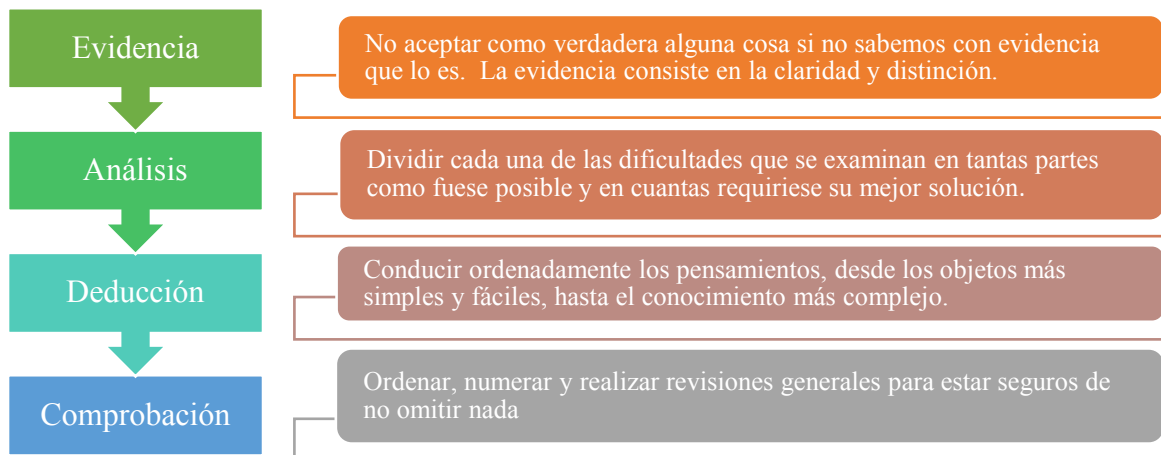 Evidencia
No aceptar como verdadera alguna cosa si no sabemos con evidencia
que lo es.  La evidencia consiste en la claridad y distinción.
Análisis
Dividir cada una de las dificultades que se examinan en tantas partes
como fuese posible y en cuantas requiriese su mejor solución.
Deducción
Conducir ordenadamente los pensamientos, desde los objetos más
simples y fáciles, hasta el conocimiento más complejo.
Comprobación
Ordenar, numerar y realizar revisiones generales para estar seguros de
no omitir nada